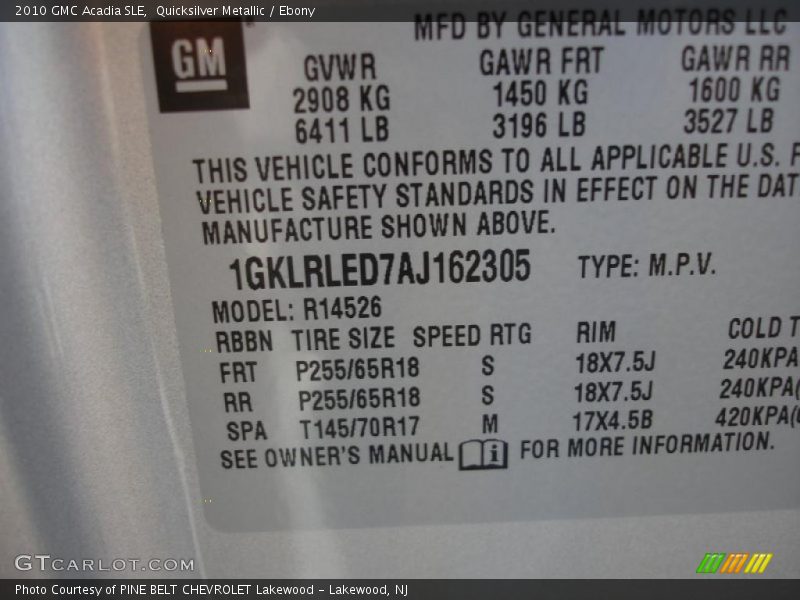 2010 GMC Acadia SLE, Quicksilver Metallic / Ebony
MFD BY GENERAL MOTORS LLC
GM
GVWR GAWR FRT GAWR RR
2908 KG 1450 KG 1600 KG
6411 LB 3196 LB 3527 LB
THIS VEHICLE CONFORMS TO ALL APPLICABLE U.S. F
VEHICLE SAFETY STANDARDS IN EFFECT ON THE DAT
MANUFACTURE SHOWN ABOVE.
1GKLRLED7AJ162305 TYPE: M.P.V.
MODEL: R14526
RBBN TIRE SIZE SPEED RTG RIM COLD T
FRT P255/65R18 S 18X7.5J 240KPA
RR P255/65R18 S 18X7.5J 240KPA(
SPA T145/70R17 M 17X4.5B 420KPA(
SEE OWNER'S MANUAL i FOR MORE INFORMATION.
GTCARLOT.COM
Photo Courtesy of PINE BELT CHEVROLET Lakewood - Lakewood, NJ